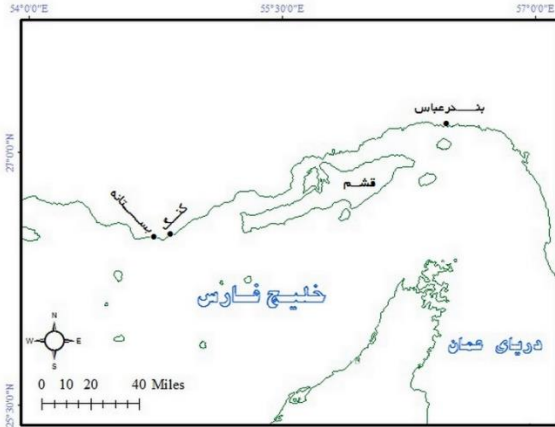 54°0'0"E
55°30'0"E
57°0'0"E
27°0'0"N
25°30'0"N
بندرعباس
قشم
کنگ
بستانه
خلیج فارس
دریای عمان
N
W E
S
0 10 20 40 Miles